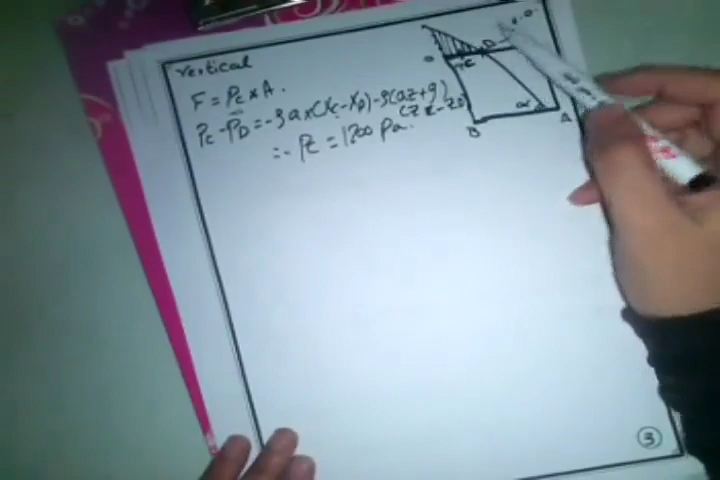 Vertical
F = Pc × A.
Pc - PD = - ρ ax (Xc - XD) - ρ (az + g)
(Zc - ZD)
∴ Pc = 1200 Pa.
D
C
α
A
B
3